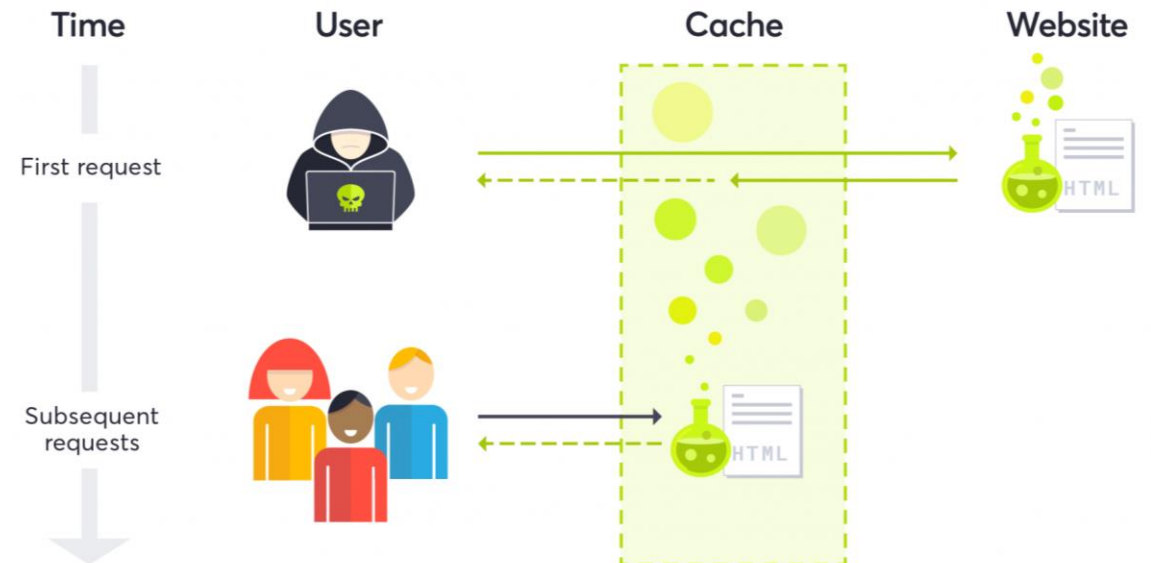 Time
User
Cache
Website
First request
HTML
Subsequent
requests
HTML